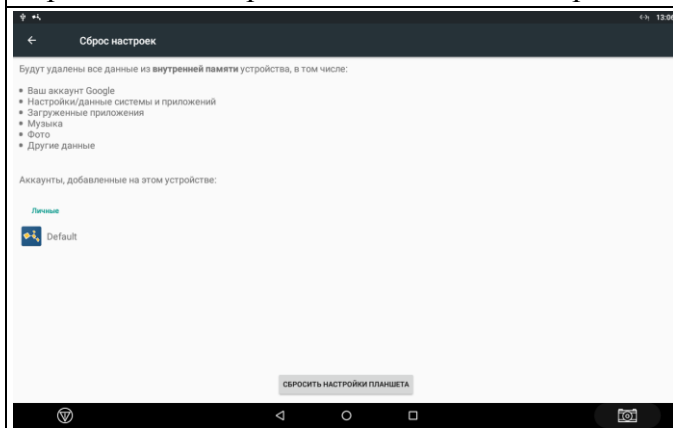 13:06
Сброс настроек
Будут удалены все данные из внутренней памяти устройства, в том числе:
• Ваш аккаунт Google
• Настройки/данные системы и приложений
• Загруженные приложения
• Музыка
• Фото
• Другие данные
Аккаунты, добавленные на этом устройстве:
Личные
Default
СБРОСИТЬ НАСТРОЙКИ ПЛАНШЕТА